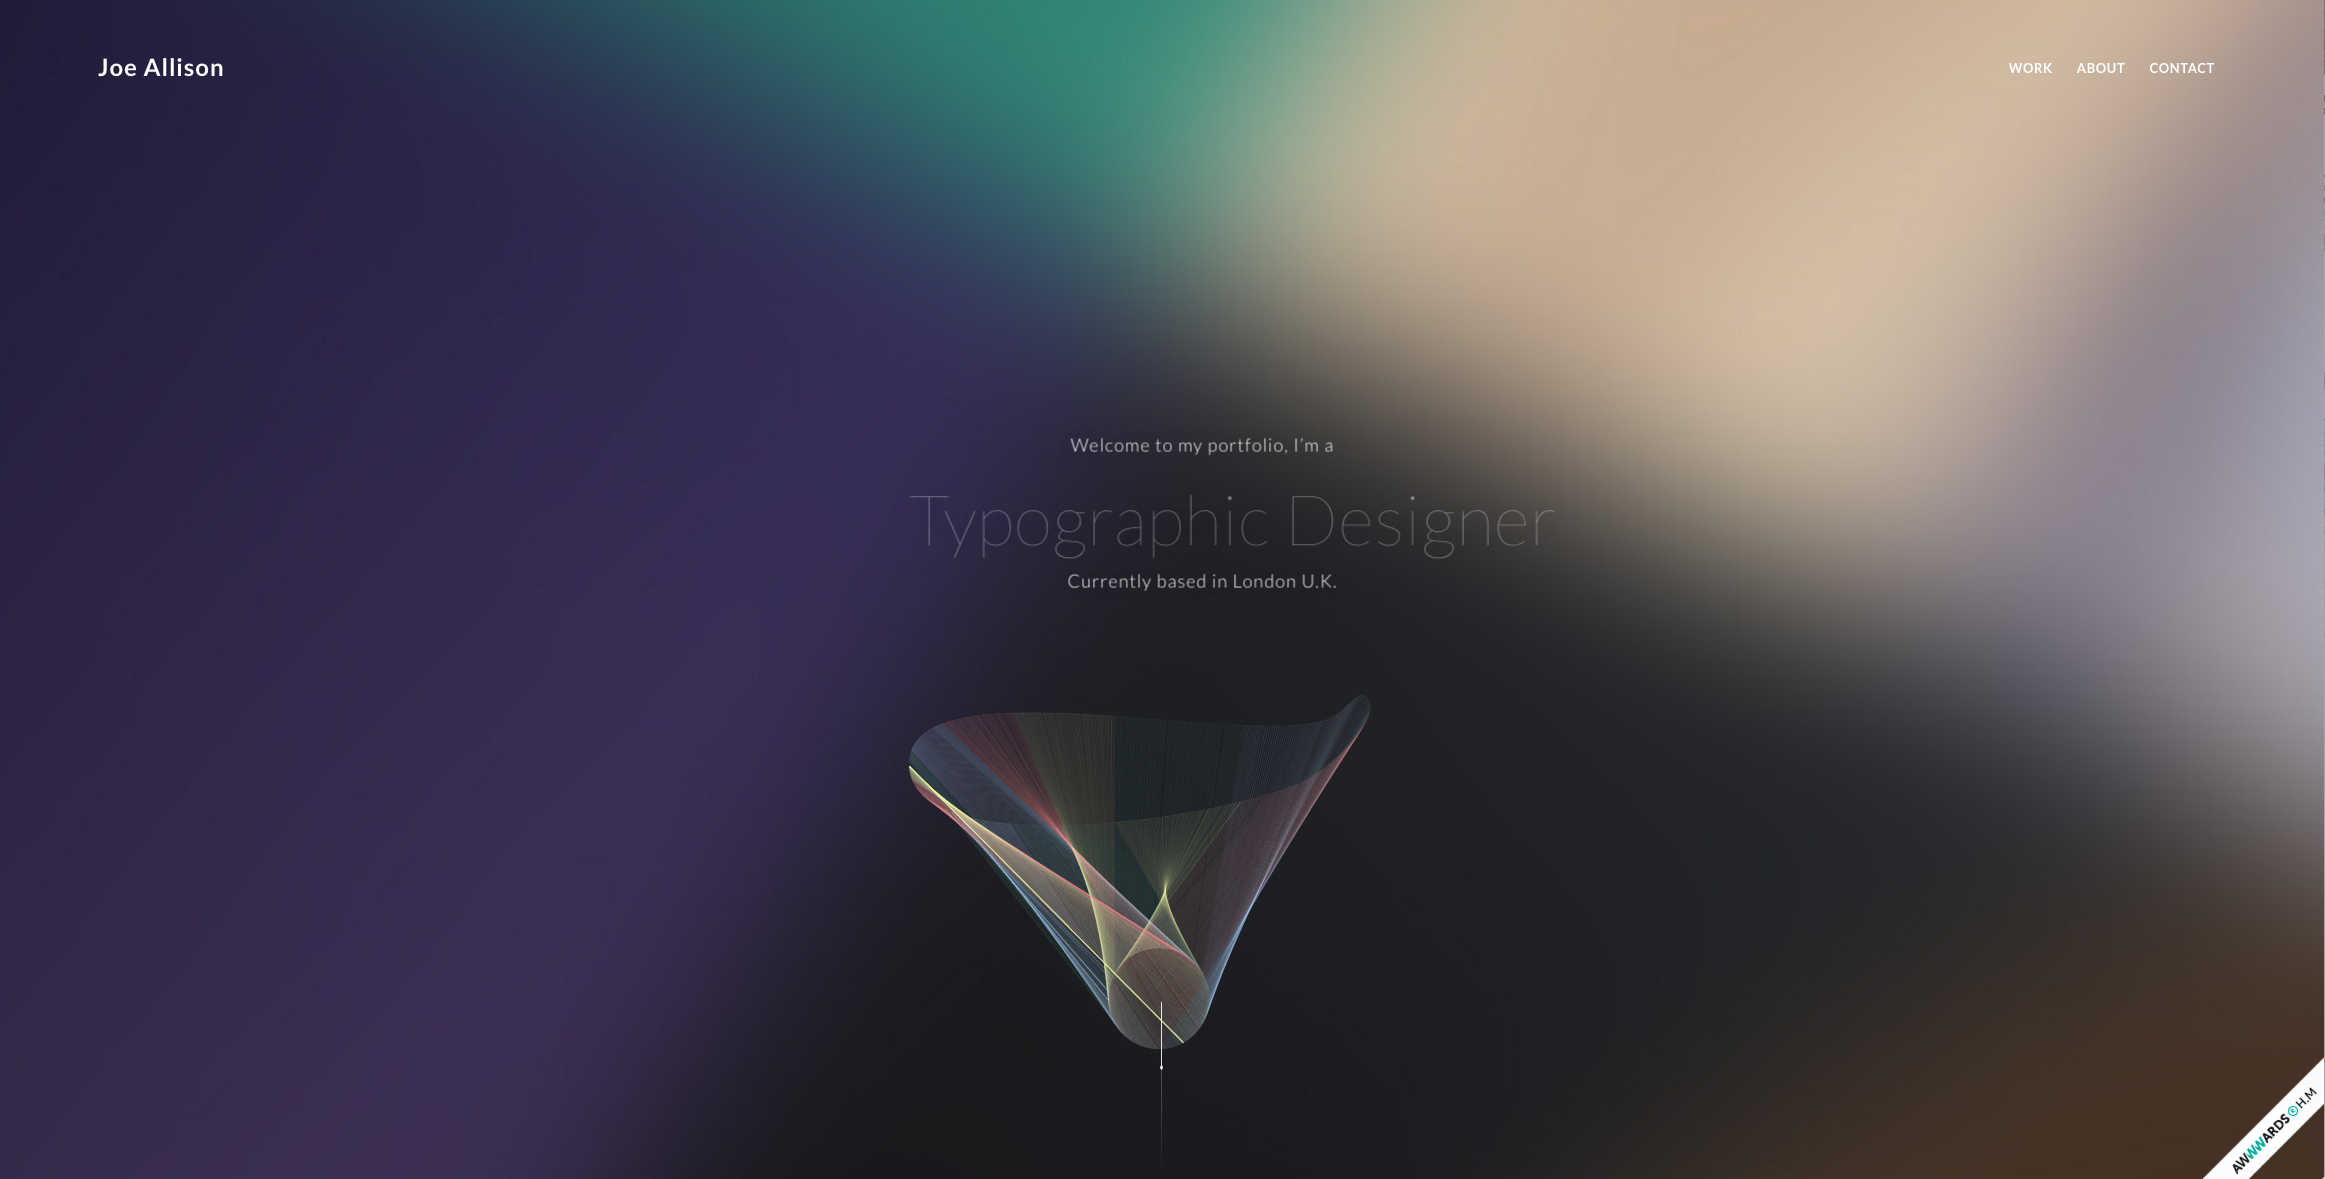 Joe Allison
WORK ABOUT CONTACT
Welcome to my portfolio, I'm a
Typographic Designer
Currently based in London U.K.
AWWWARDS® H.M